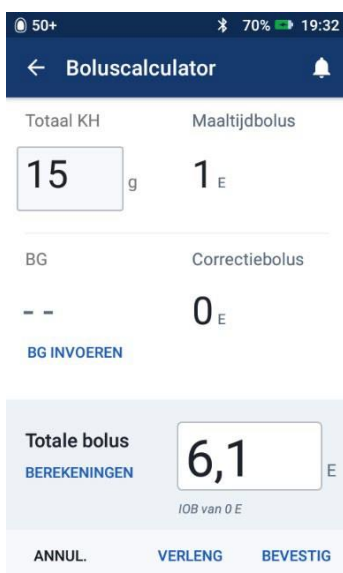 50+ 70% 19:32
Boluscalculator
Totaal KH Maaltijdbolus
15 g 1 E
BG Correctiebolus
- - 0 E
BG INVOEREN
Totale bolus
BEREKENINGEN
6,1 E
IOB van 0 E
ANNUL. VERLENG BEVESTIG